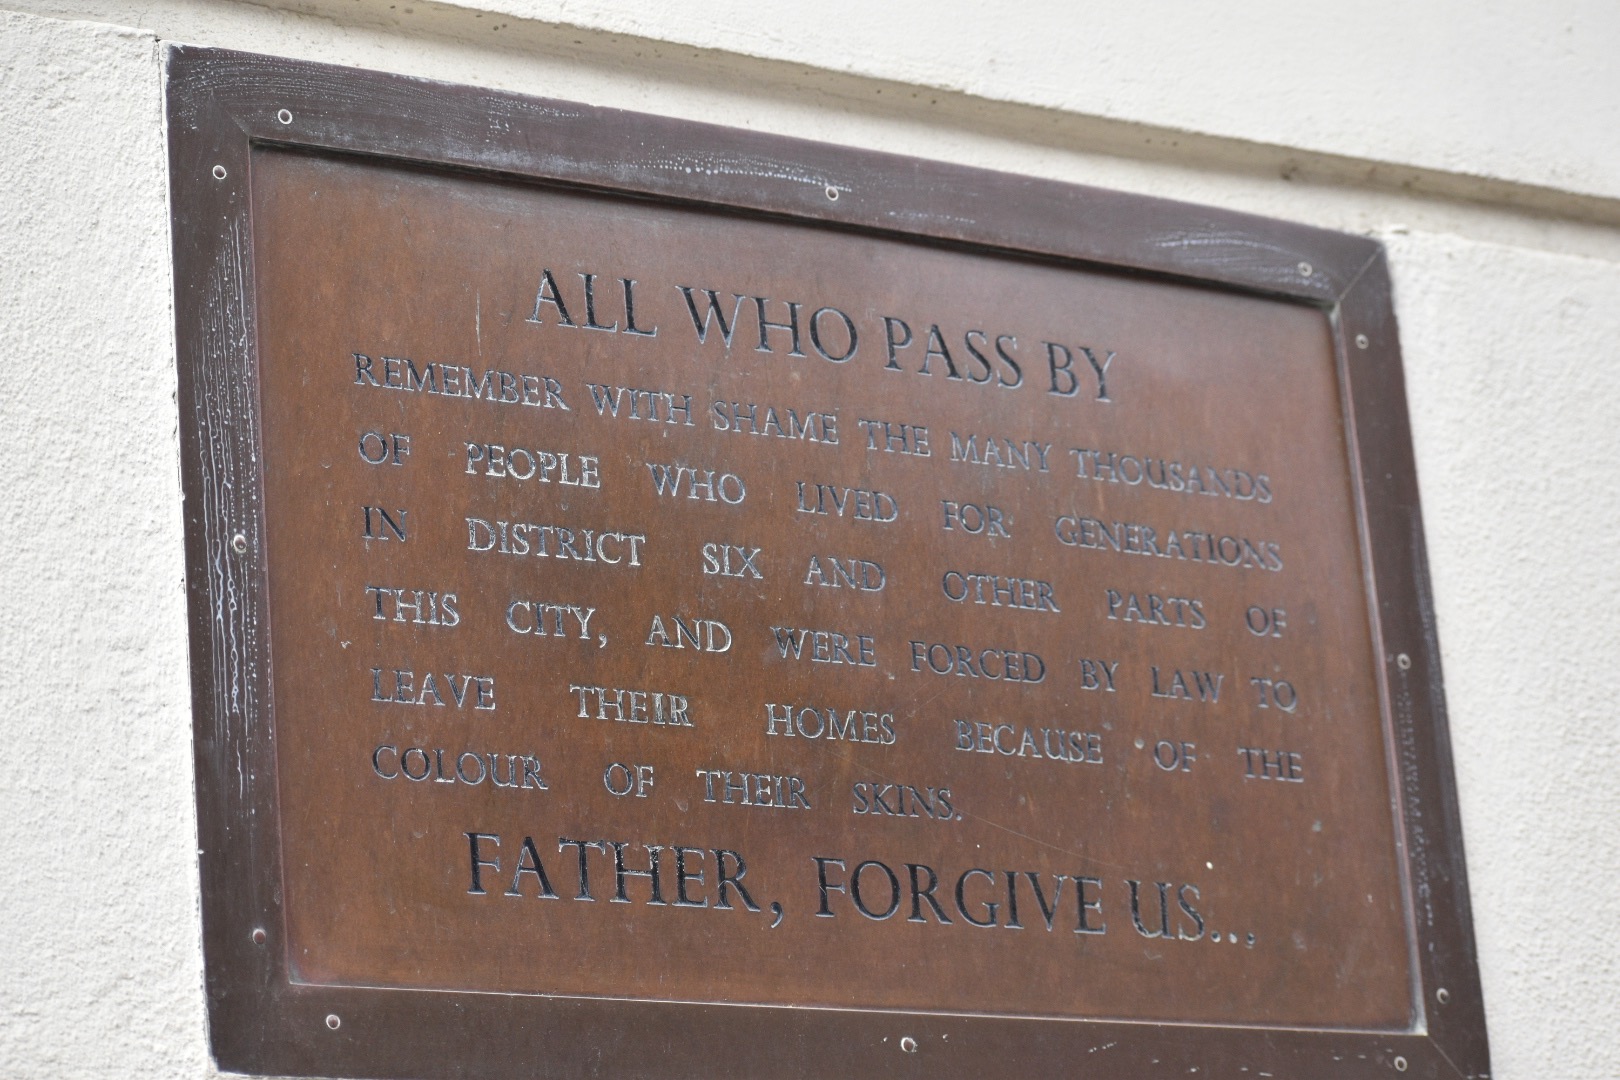 ALL WHO PASS BY
REMEMBER WITH SHAME THE MANY THOUSANDS
OF PEOPLE WHO LIVED FOR GENERATIONS
IN DISTRICT SIX AND OTHER PARTS OF
THIS CITY, AND WERE FORCED BY LAW TO
LEAVE THEIR HOMES BECAUSE OF THE
COLOUR OF THEIR SKINS.
FATHER, FORGIVE US...